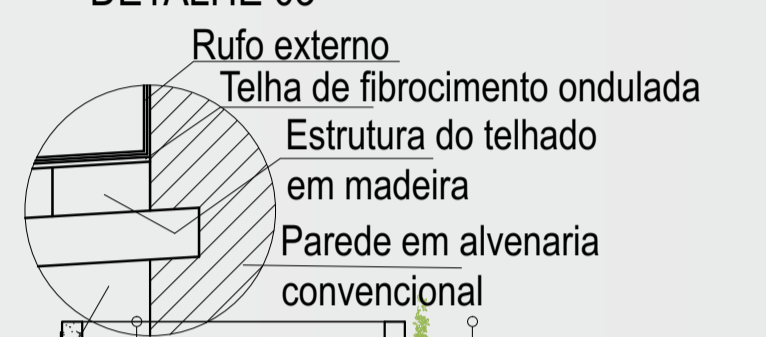 Rufo externo
Telha de fibrocimento ondulada
Estrutura do telhado
em madeira
Parede em alvenaria
convencional